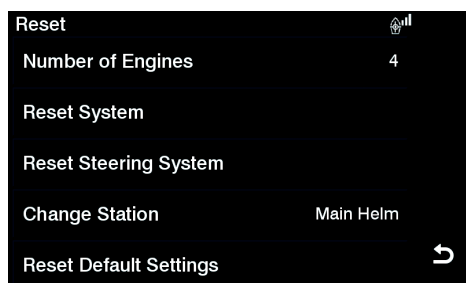 Reset
Number of Engines 4
Reset System
Reset Steering System
Change Station Main Helm
Reset Default Settings